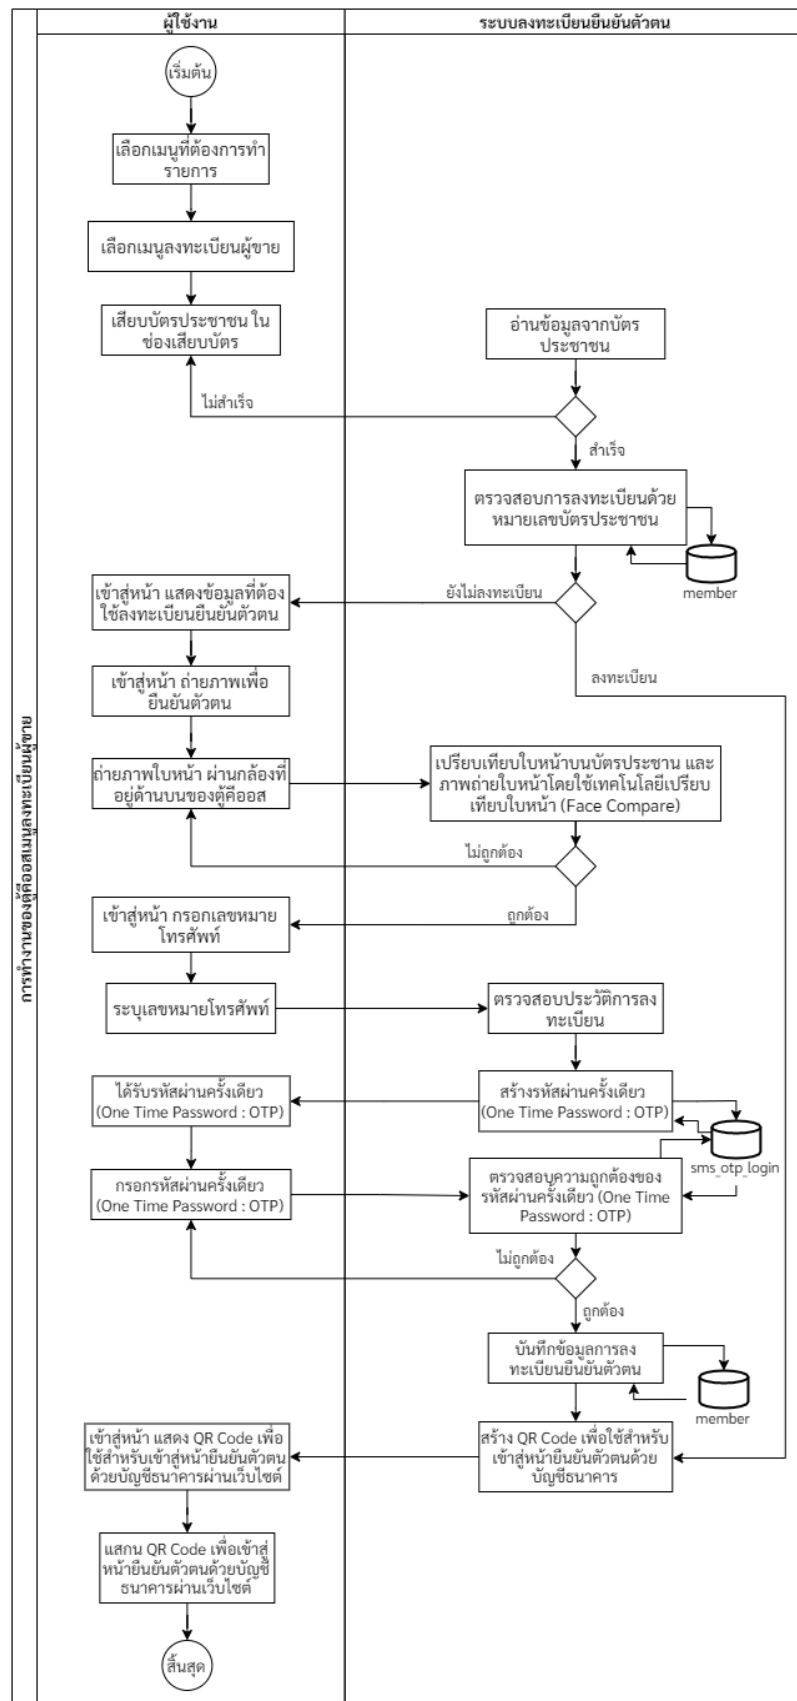 ผู้ใช้งาน
ระบบลงทะเบียนยืนยันตัวตน
การทำงานของตู้คีออสเมนูลงทะเบียนผู้ขาย
เริ่มต้น
เลือกเมนูที่ต้องการทำ
รายการ
เลือกเมนูลงทะเบียนผู้ขาย
เสียบบัตรประชาชน ใน
ช่องเสียบบัตร
อ่านข้อมูลจากบัตร
ประชาชน
ไม่สำเร็จ
สำเร็จ
ตรวจสอบการลงทะเบียนด้วย
หมายเลขบัตรประชาชน
member
ยังไม่ลงทะเบียน
ลงทะเบียน
เข้าสู่หน้า แสดงข้อมูลที่ต้อง
ใช้ลงทะเบียนยืนยันตัวตน
เข้าสู่หน้า ถ่ายภาพเพื่อ
ยืนยันตัวตน
ถ่ายภาพใบหน้า ผ่านกล้องที่
อยู่ด้านบนของตู้คีออส
เปรียบเทียบใบหน้าบนบัตรประชาน และ
ภาพถ่ายใบหน้าโดยใช้เทคโนโลยีเปรียบ
เทียบใบหน้า (Face Compare)
ไม่ถูกต้อง
ถูกต้อง
เข้าสู่หน้า กรอกเลขหมาย
โทรศัพท์
ระบุเลขหมายโทรศัพท์
ตรวจสอบประวัติการลง
ทะเบียน
ได้รับรหัสผ่านครั้งเดียว
(One Time Password : OTP)
สร้างรหัสผ่านครั้งเดียว
(One Time Password : OTP)
sms_otp_login
กรอกรหัสผ่านครั้งเดียว
(One Time Password : OTP)
ตรวจสอบความถูกต้องของ
รหัสผ่านครั้งเดียว (One Time
Password : OTP)
ไม่ถูกต้อง
ถูกต้อง
บันทึกข้อมูลการลง
ทะเบียนยืนยันตัวตน
member
เข้าสู่หน้า แสดง QR Code เพื่อ
ใช้สำหรับเข้าสู่หน้ายืนยันตัวตน
ด้วยบัญชีธนาคารผ่านเว็บไซต์
สร้าง QR Code เพื่อใช้สำหรับ
เข้าสู่หน้ายืนยันตัวตนด้วย
บัญชีธนาคาร
แสกน QR Code เพื่อเข้าสู่
หน้ายืนยันตัวตนด้วยบัญชี
ธนาคารผ่านเว็บไซต์
สิ้นสุด